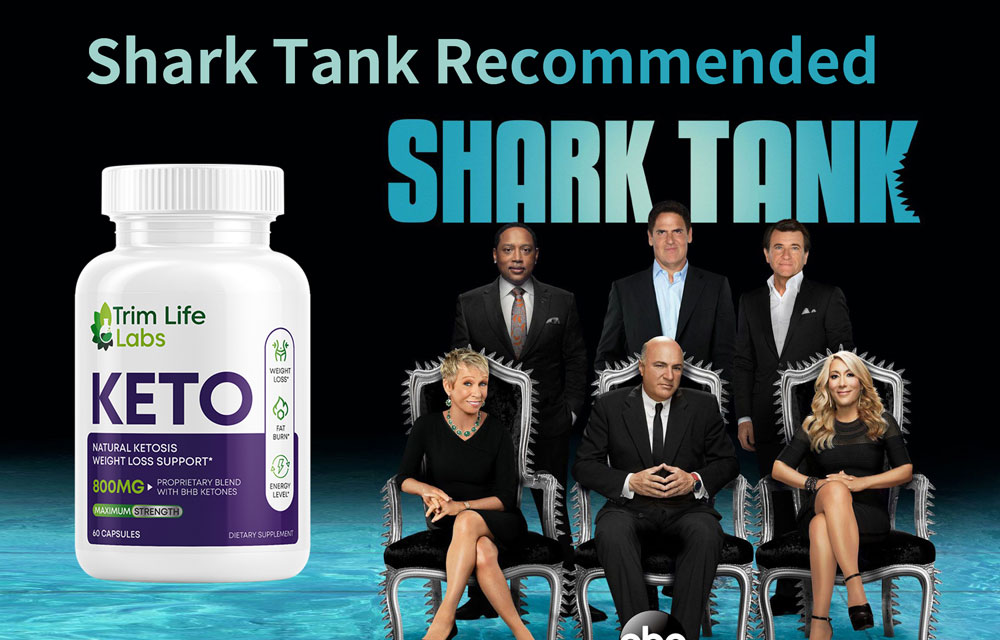 Shark Tank Recommended
SHARK TANK
Trim Life
Labs
KETO
NATURAL KETOSIS
WEIGHT LOSS SUPPORT*
800MG
PROPRIETARY BLEND
WITH BHB KETONES
MAXIMUM STRENGTH
60 CAPSULES
DIETARY SUPPLEMENT
WEIGHT
LOSS*
FAT
BURN*
ENERGY
LEVEL*
abc